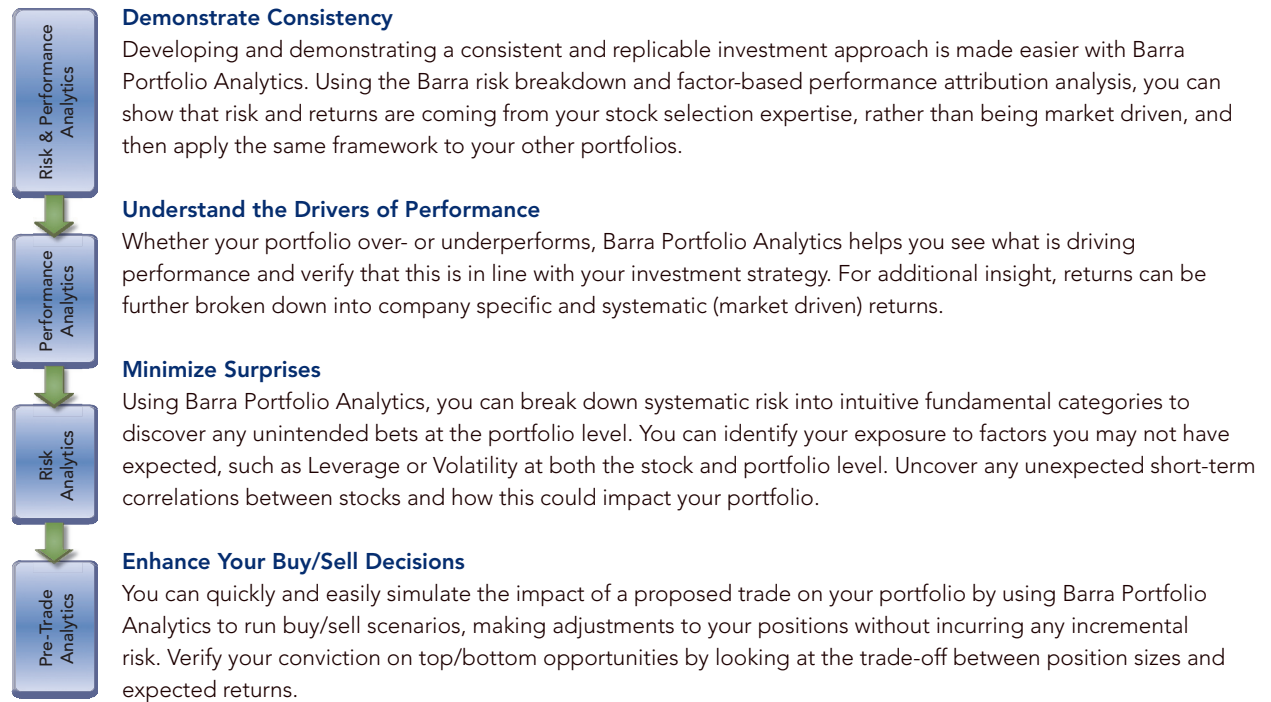 Risk & Performance
Analytics
Demonstrate Consistency
Developing and demonstrating a consistent and replicable investment approach is made easier with Barra
Portfolio Analytics. Using the Barra risk breakdown and factor-based performance attribution analysis, you can
show that risk and returns are coming from your stock selection expertise, rather than being market driven, and
then apply the same framework to your other portfolios.
Performance
Analytics
Understand the Drivers of Performance
Whether your portfolio over- or underperforms, Barra Portfolio Analytics helps you see what is driving
performance and verify that this is in line with your investment strategy. For additional insight, returns can be
further broken down into company specific and systematic (market driven) returns.
Risk
Analytics
Minimize Surprises
Using Barra Portfolio Analytics, you can break down systematic risk into intuitive fundamental categories to
discover any unintended bets at the portfolio level. You can identify your exposure to factors you may not have
expected, such as Leverage or Volatility at both the stock and portfolio level. Uncover any unexpected short-term
correlations between stocks and how this could impact your portfolio.
Pre-Trade
Analytics
Enhance Your Buy/Sell Decisions
You can quickly and easily simulate the impact of a proposed trade on your portfolio by using Barra Portfolio
Analytics to run buy/sell scenarios, making adjustments to your positions without incurring any incremental
risk. Verify your conviction on top/bottom opportunities by looking at the trade-off between position sizes and
expected returns.